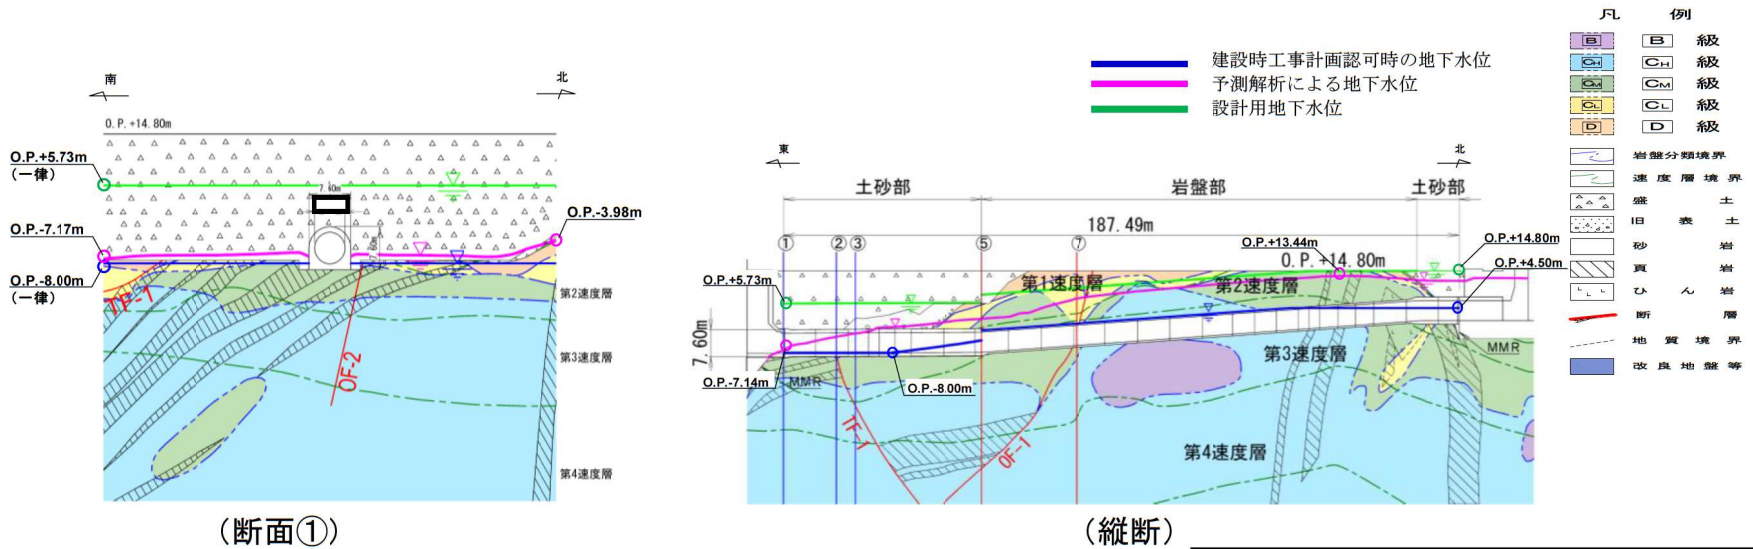 凡 例
B B 級
CH CH 級
CM CM 級
CL CL 級
D D 級
岩盤分類境界
速度層境界
盛土
旧表土
砂岩
頁岩
ひん岩
断層
地質境界
改良地盤等
建設時工事計画認可時の地下水位
予測解析による地下水位
設計用地下水位
南
北
O.P.+14.80m
O.P.+5.73m
(一律)
7.60m
O.P.-3.98m
O.P.-7.17m
7.60m
O.P.-8.00m
(一律)
TF-1
OF-2
第2速度層
第3速度層
第4速度層
(断面①)
東
北
土砂部
岩盤部
土砂部
187.49m
①
②
③
⑤
⑦
O.P.+13.44m
O.P.+14.80m
O.P.+14.80m
O.P.+4.50m
O.P.+5.73m
第1速度層
第2速度層
7.60m
第3速度層
MMR
O.P.-7.14m
MMR
O.P.-8.00m
TF-1
OF-1
第4速度層
(縦断)